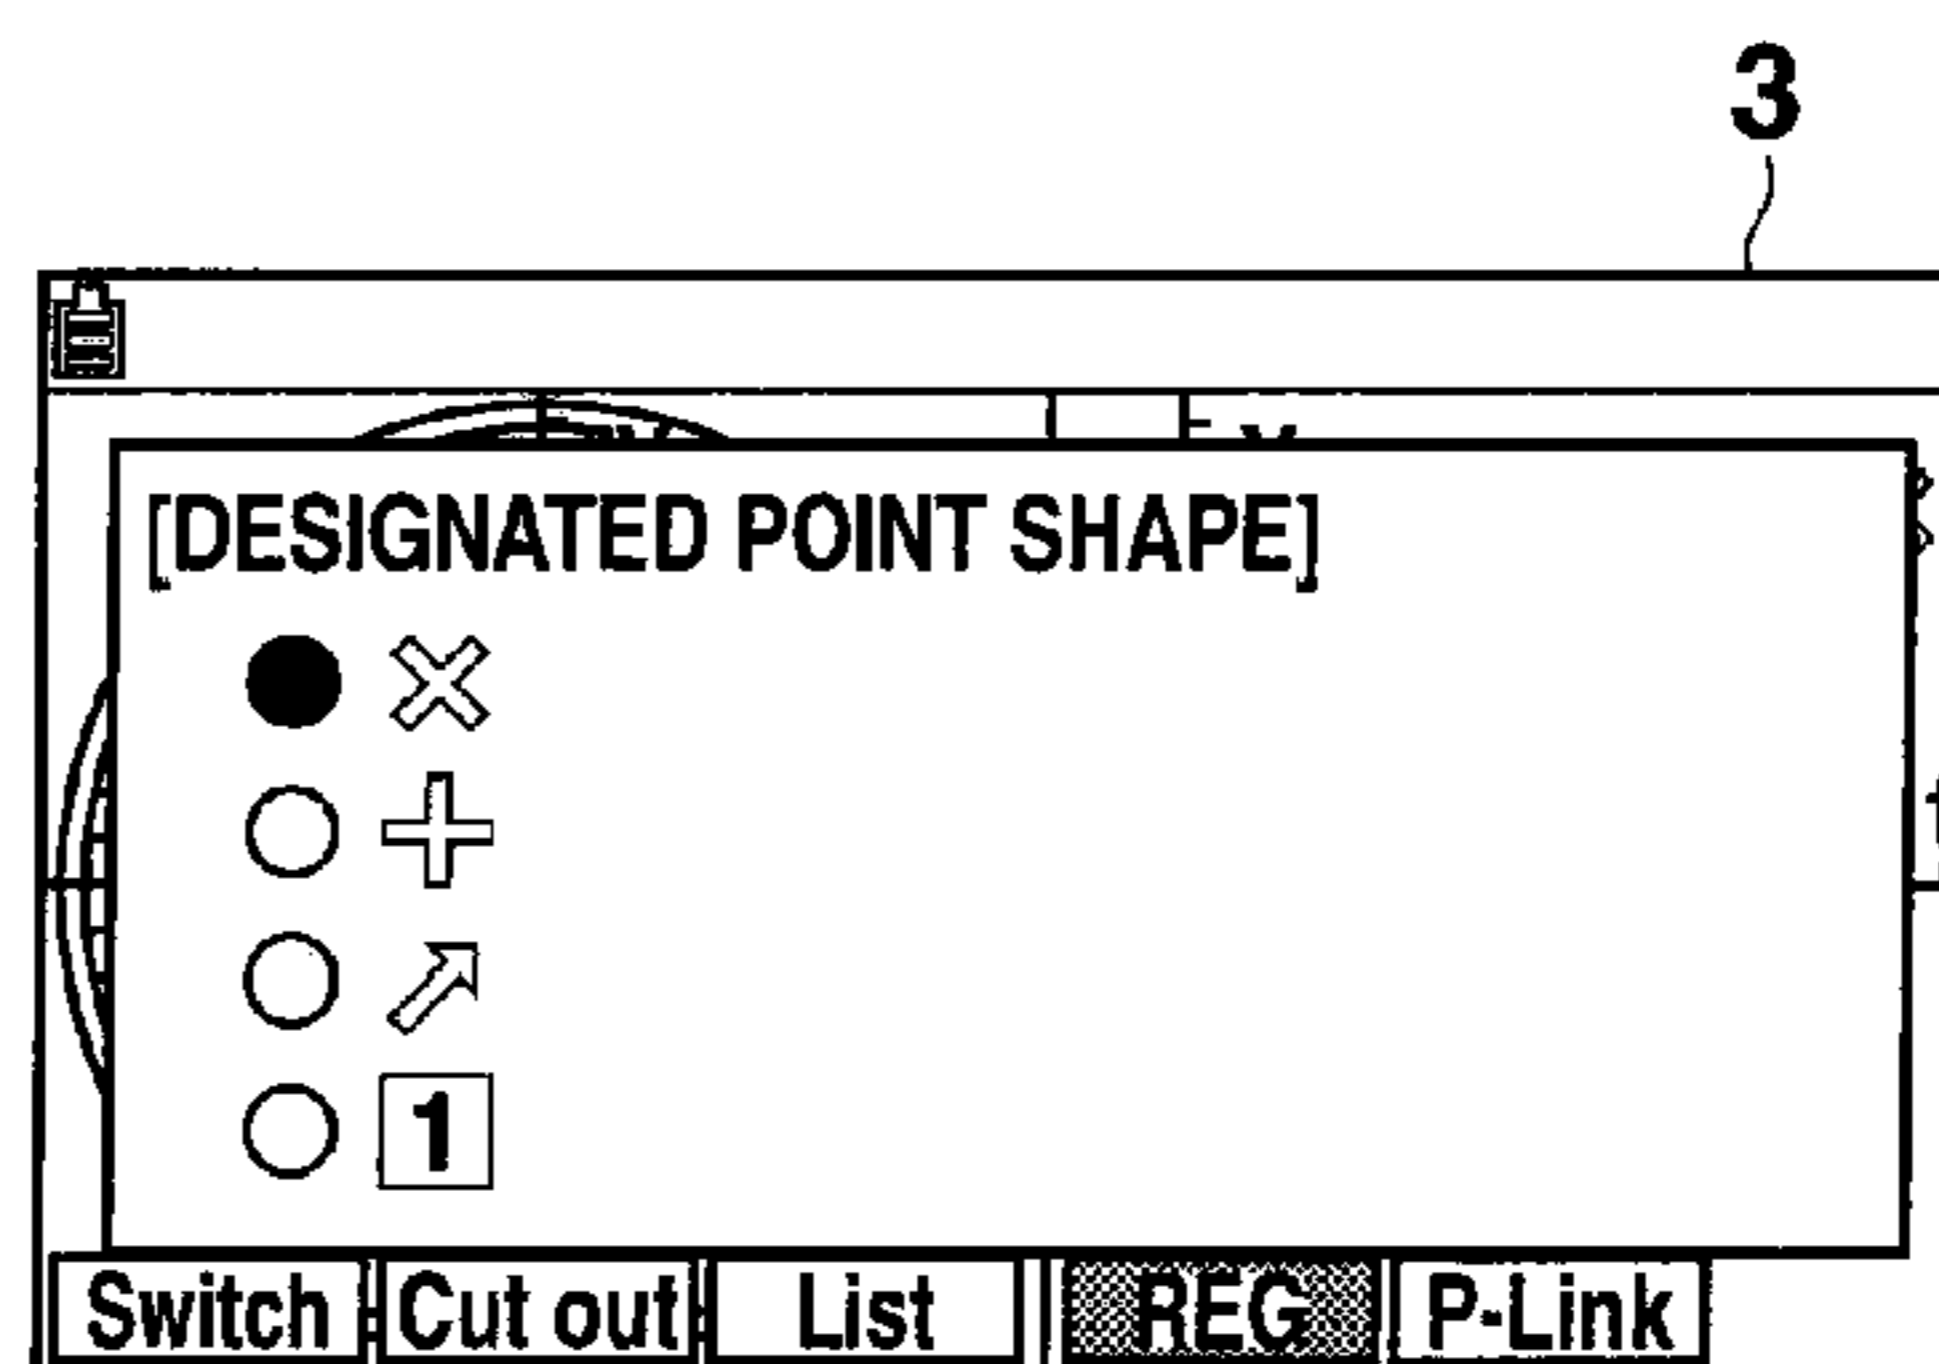 3
[DESIGNATED POINT SHAPE]
1
Switch Cut out List REG P-Link